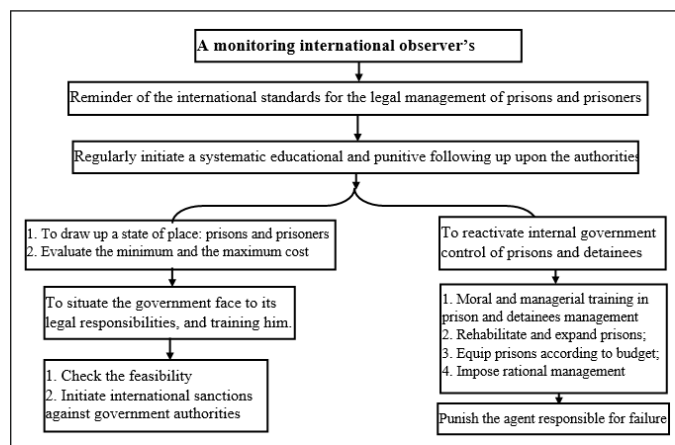 A monitoring international observer's
Reminder of the international standards for the legal management of prisons and prisoners
Regularly initiate a systematic educational and punitive following up upon the authorities
1. To draw up a state of place: prisons and prisoners
2. Evaluate the minimum and the maximum cost
To situate the government face to its
legal responsibilities, and training him.
1. Check the feasibility
2. Initiate international sanctions
against government authorities
To reactivate internal government
control of prisons and detainees
1. Moral and managerial training in
prison and detainees management
2. Rehabilitate and expand prisons;
3. Equip prisons according to budget;
4. Impose rational management
Punish the agent responsible for failure